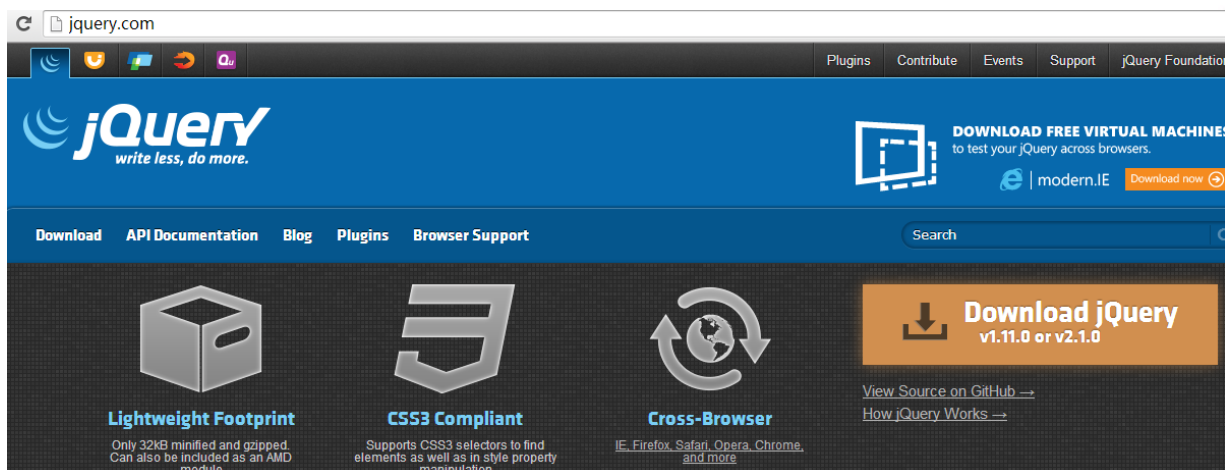 jquery.com
Qu
Plugins Contribute Events Support jQuery Foundation
jQuery
write less, do more.
DOWNLOAD FREE VIRTUAL MACHINES
to test your jQuery across browsers.
modern.IE Download now
Download API Documentation Blog Plugins Browser Support Search
Download jQuery
v1.11.0 or v2.1.0
View Source on GitHub →
How jQuery Works →
Lightweight Footprint
Only 32kB minified and gzipped.
Can also be included as an AMD
module
CSS3 Compliant
Supports CSS3 selectors to find
elements as well as in style property
manipulation
Cross-Browser
IE, Firefox, Safari, Opera, Chrome,
and more